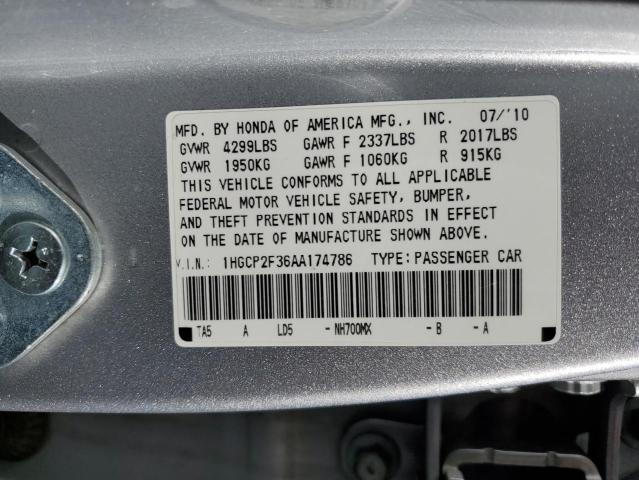 MFD. BY HONDA OF AMERICA MFG., INC. 07/'10
GVWR 4299LBS GAWR F 2337LBS R 2017LBS
GVWR 1950KG GAWR F 1060KG R 915KG
THIS VEHICLE CONFORMS TO ALL APPLICABLE
FEDERAL MOTOR VEHICLE SAFETY, BUMPER,
AND THEFT PREVENTION STANDARDS IN EFFECT
ON THE DATE OF MANUFACTURE SHOWN ABOVE.
V.I.N.: 1HGCP2F36AA174786 TYPE: PASSENGER CAR
TA5 A LD5 -NH700MX -B -A